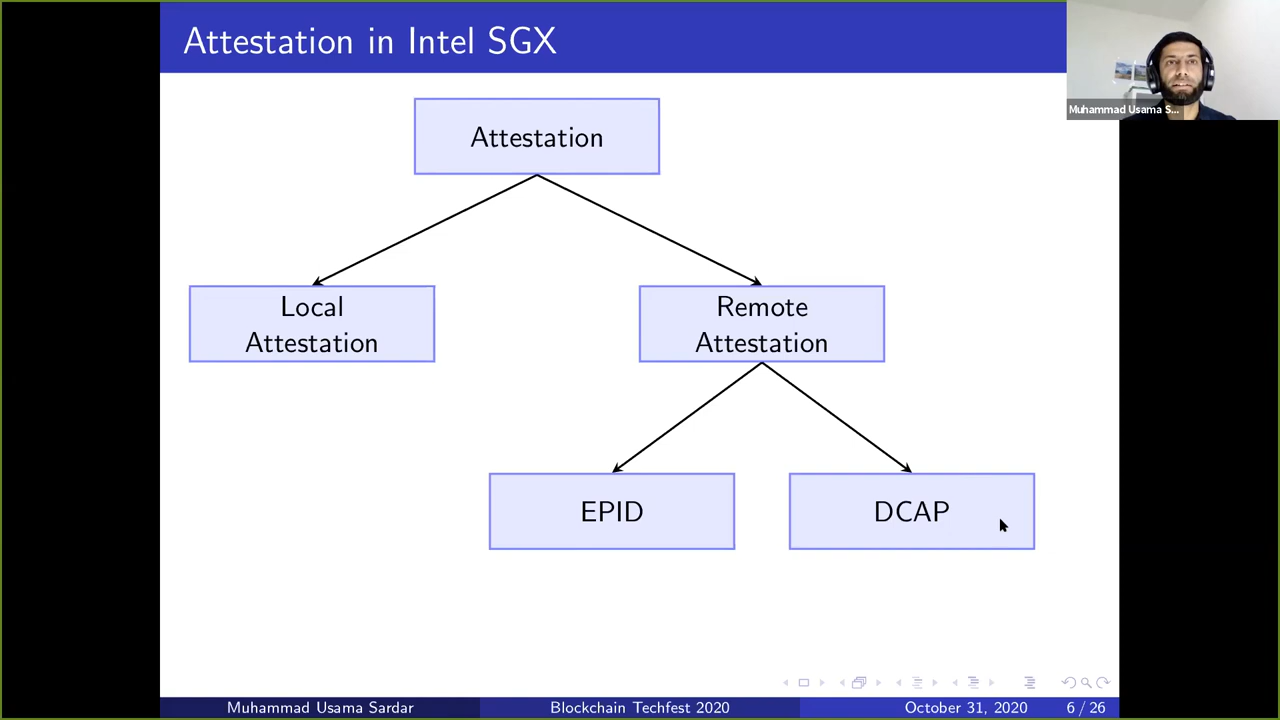 Attestation in Intel SGX
Muhammad Usama S...
Attestation
Local
Attestation
Remote
Attestation
EPID
DCAP
Muhammad Usama Sardar
Blockchain Techfest 2020
October 31, 2020
6 / 26